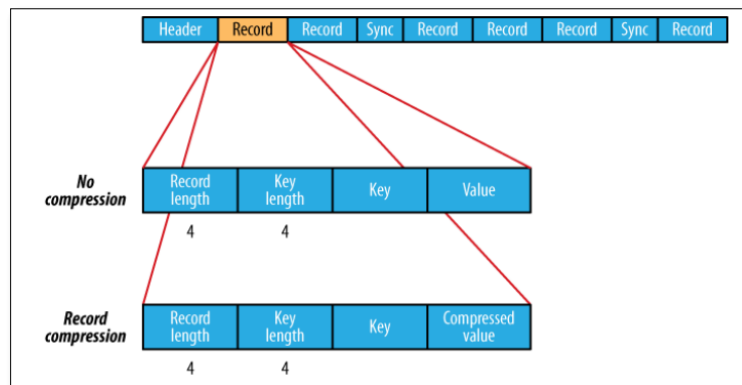 Header Record Record Sync Record Record Record Sync Record
No compression
Record length Key length Key Value
4 4
Record compression
Record length Key length Key Compressed value
4 4